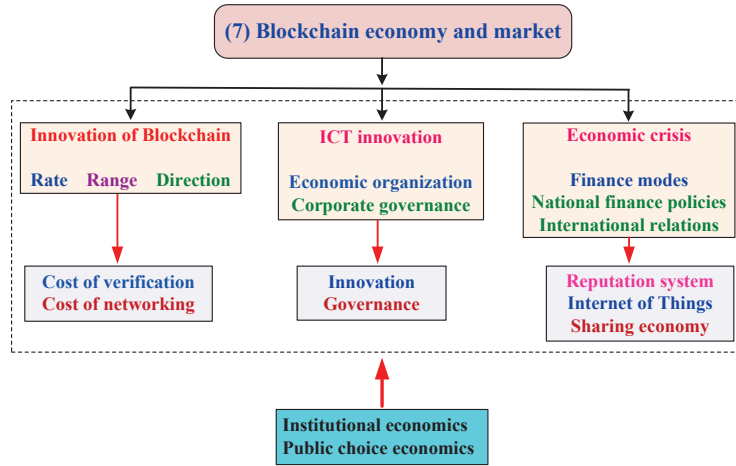 (7) Blockchain economy and market
Innovation of Blockchain
Rate Range Direction
ICT innovation
Economic organization
Corporate governance
Economic crisis
Finance modes
National finance policies
International relations
Cost of verification
Cost of networking
Innovation
Governance
Reputation system
Internet of Things
Sharing economy
Institutional economics
Public choice economics